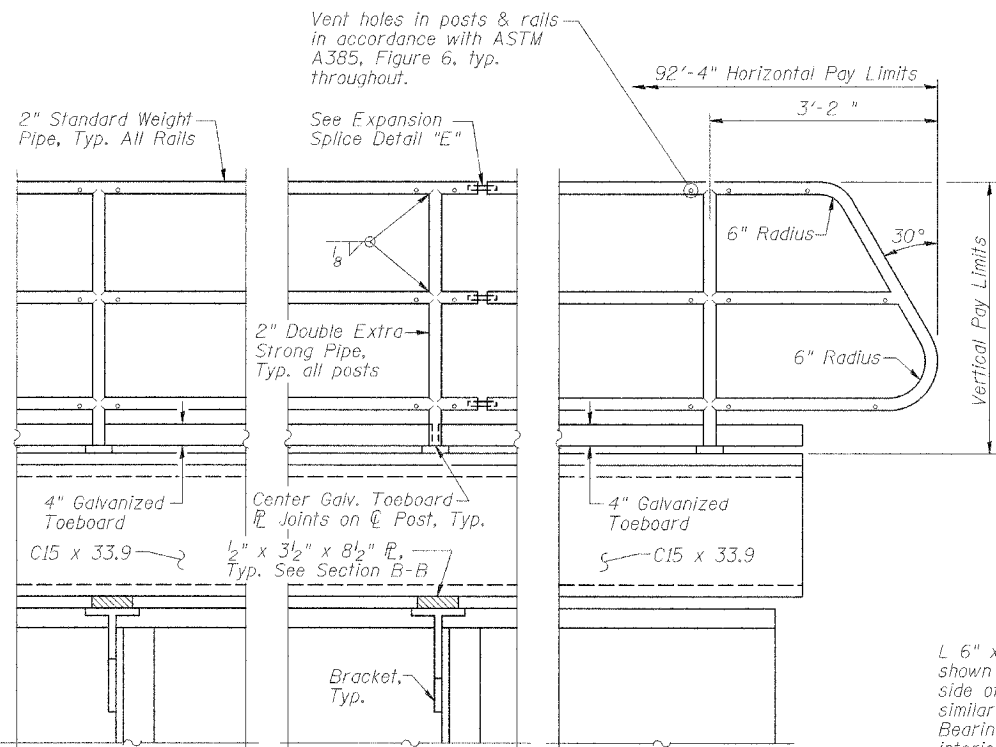 Vent holes in posts & rails
in accordance with ASTM
A385, Figure 6, typ.
throughout.
92'-4" Horizontal Pay Limits
3'-2 "
2" Standard Weight
Pipe, Typ. All Rails
See Expansion
Splice Detail "E"
6" Radius
30°
1/8
Vertical Pay Limits
2" Double Extra
Strong Pipe,
Typ. all posts
6" Radius
4" Galvanized
Toeboard
Center Galv. Toeboard
PL Joints on CL Post, Typ.
4" Galvanized
Toeboard
C15 x 33.9
1/2" x 3 1/2" x 8 1/2" PL,
Typ. See Section B-B
C15 x 33.9
Bracket,
Typ.
L 6" x
shown
side of
similar
Bearin